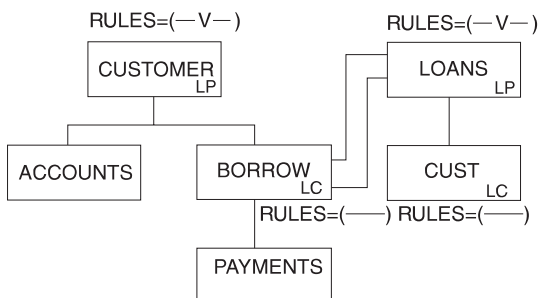 RULES=(—V—) RULES=(—V—)
CUSTOMER LOANS
LP LP
ACCOUNTS BORROW CUST
LC LC
RULES=(——) RULES=(——)
PAYMENTS